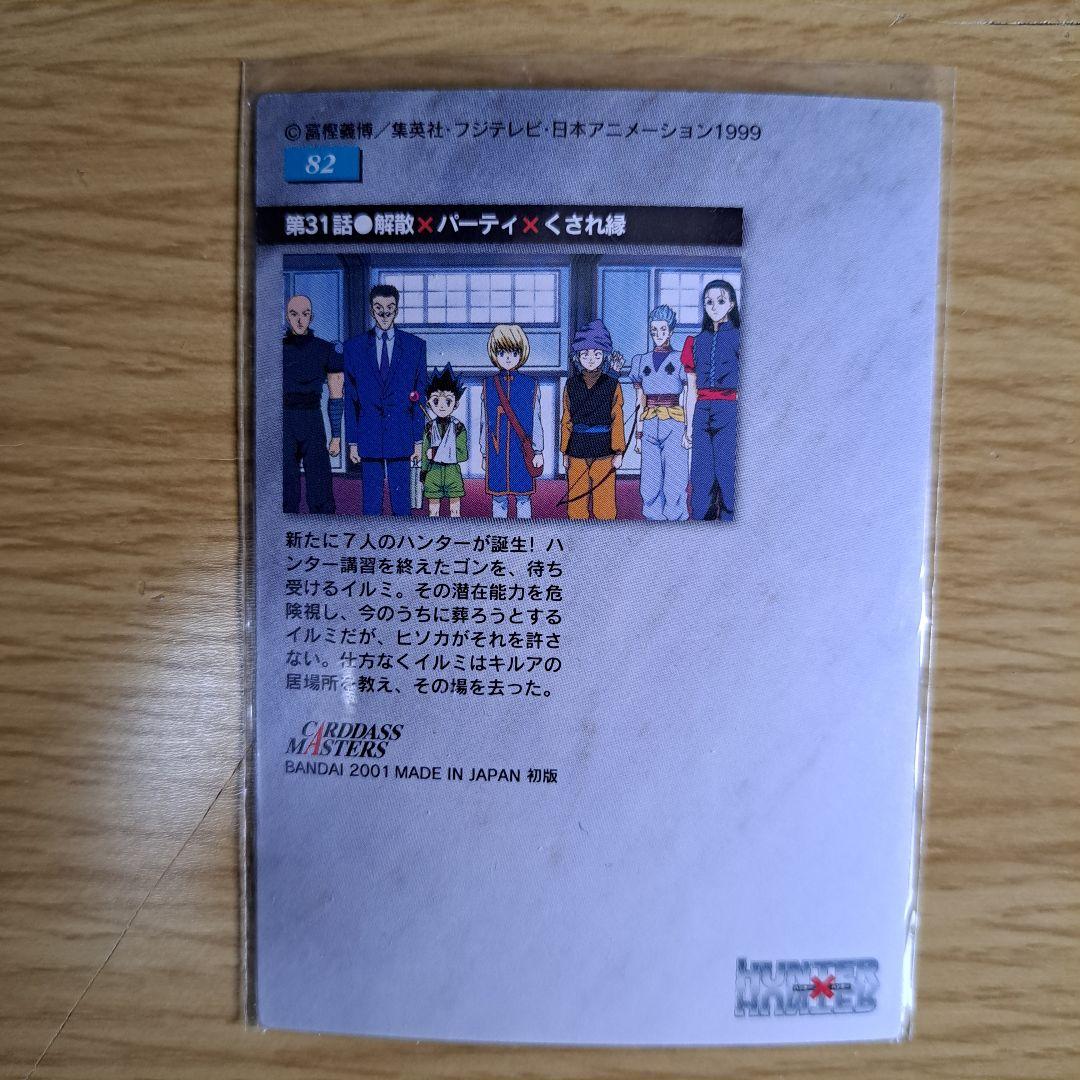 ©冨樫義博／集英社・フジテレビ・日本アニメーション1999
82
第31話●解散×パーティ×くされ縁
新たに７人のハンターが誕生! ハ
ンター講習を終えたゴンを、待ち
受けるイルミ。その潜在能力を危
険視し、今のうちに葬ろうとする
イルミだが、ヒソカがそれを許さ
ない。仕方なくイルミはキルアの
居場所を教え、その場を去った。
CARDDASS
MASTERS
BANDAI 2001 MADE IN JAPAN 初版
HUNTER
×
HUNTER